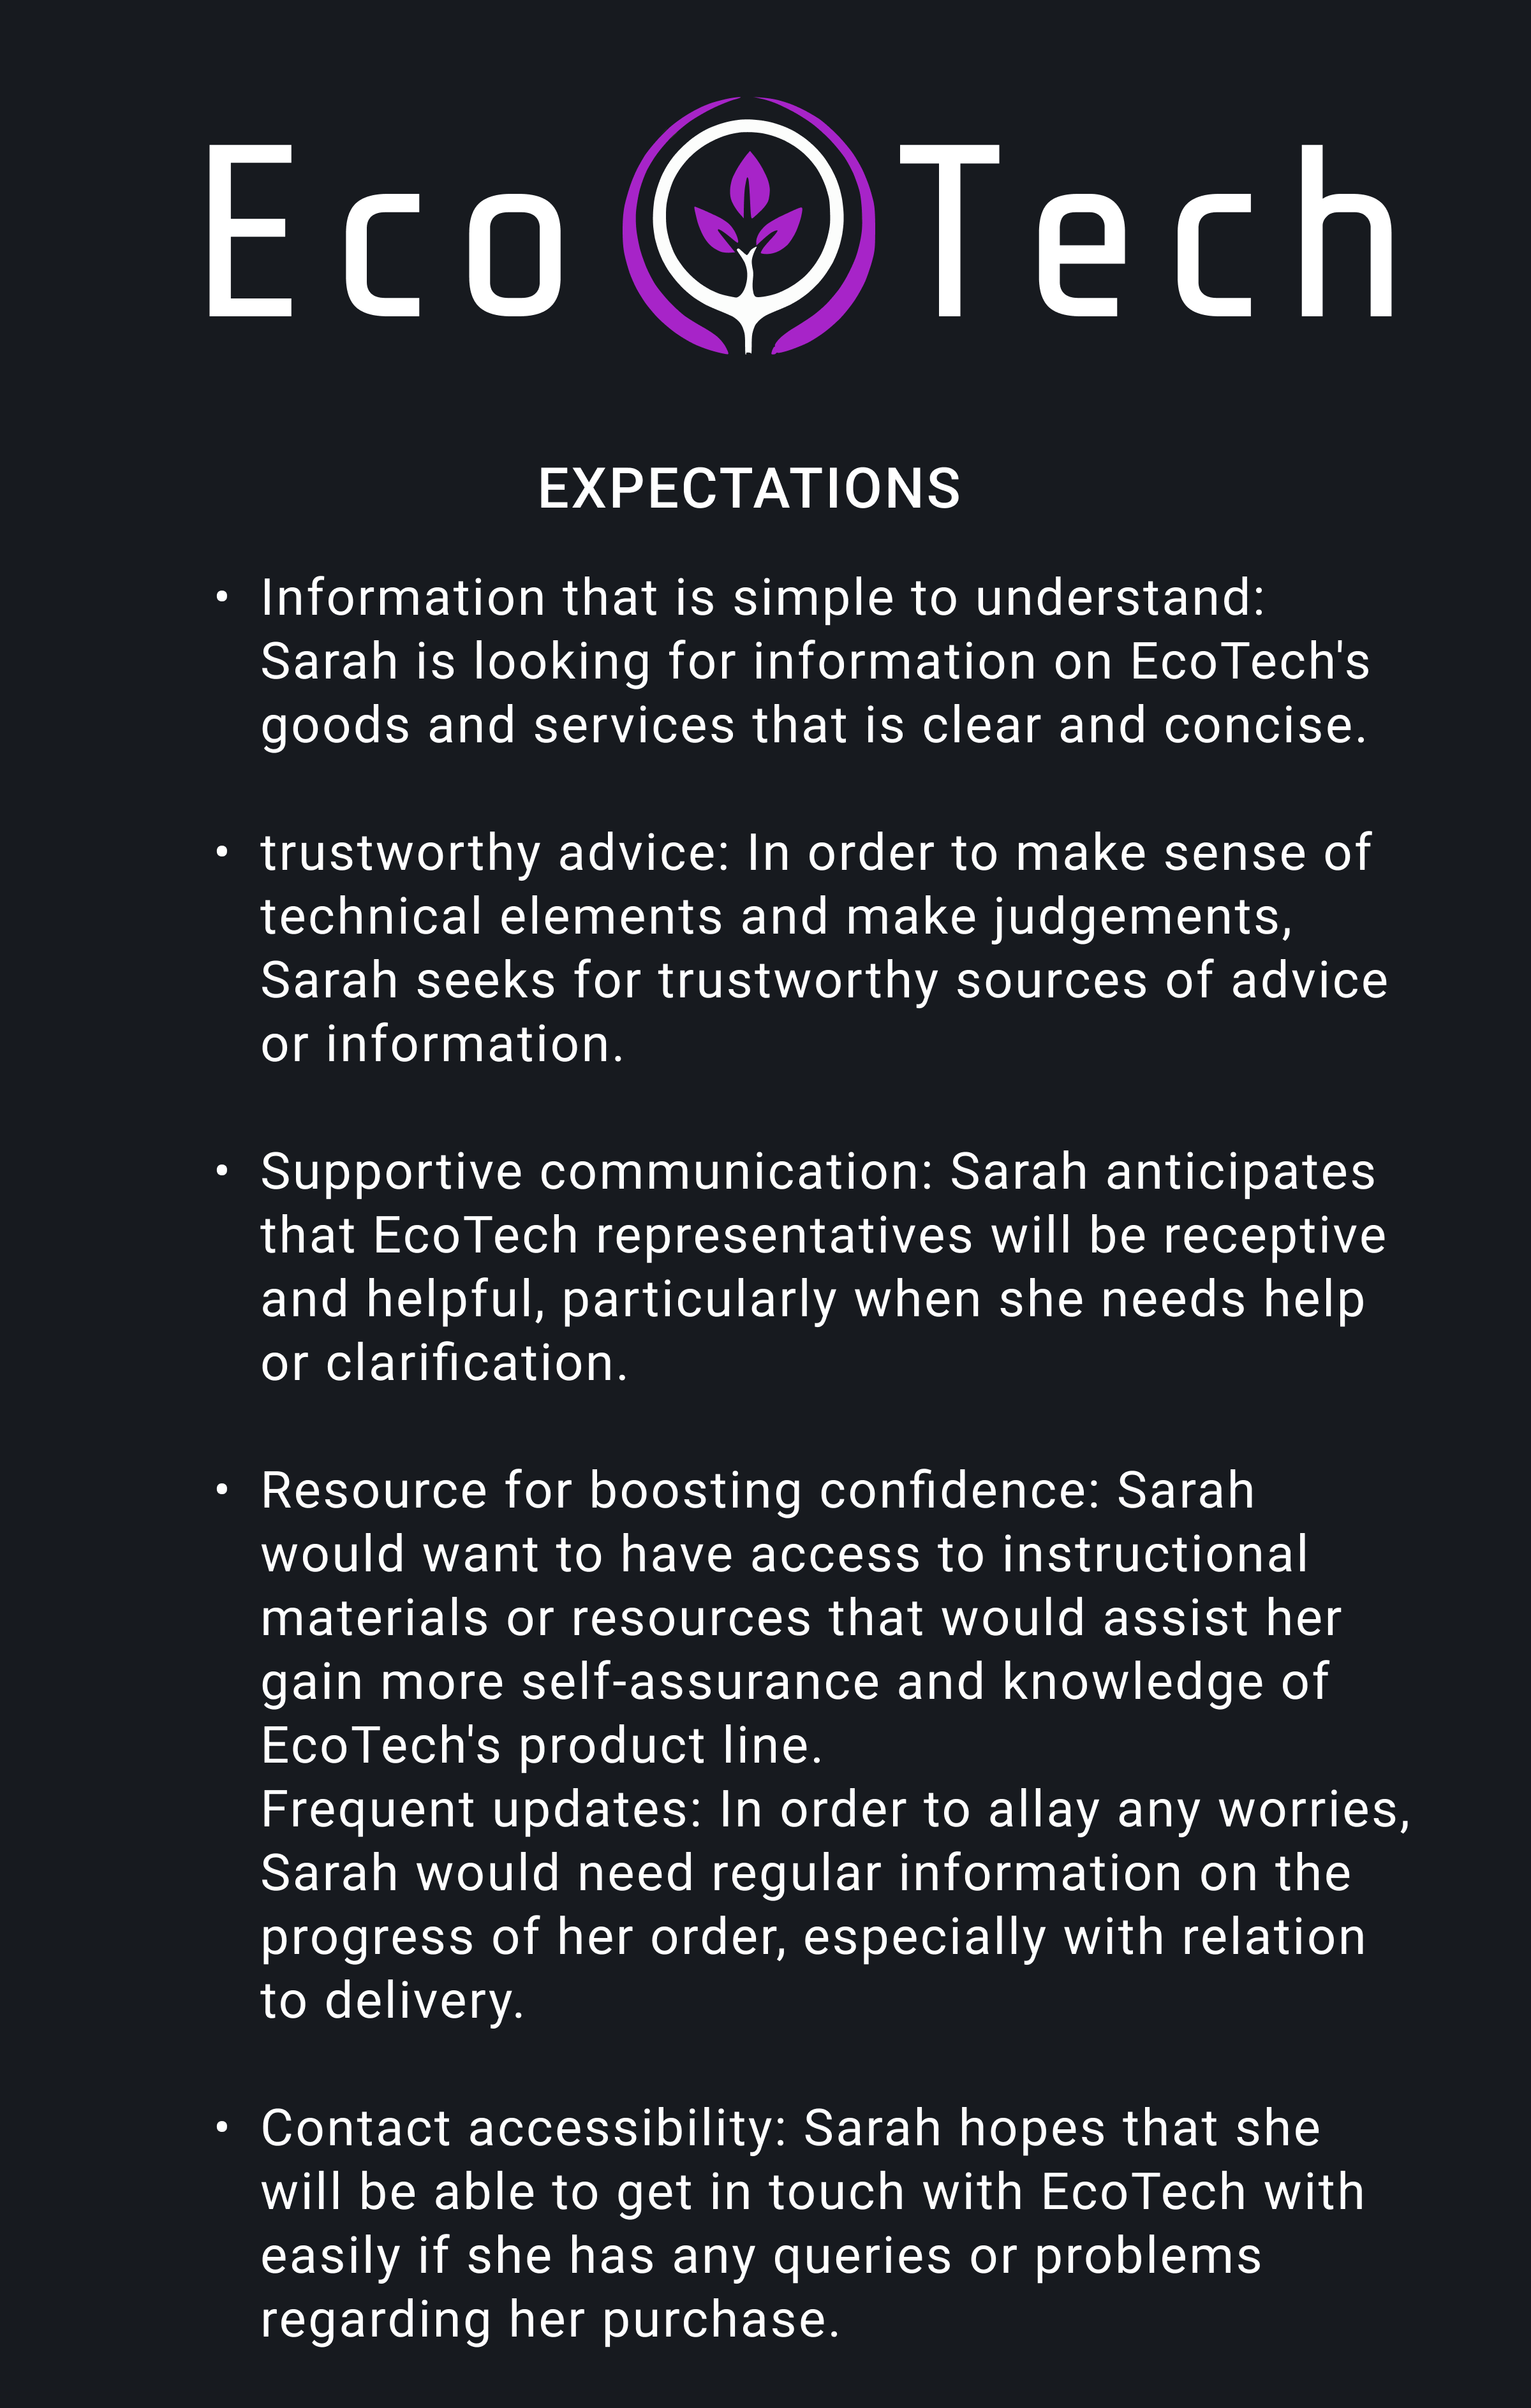 Eco Tech
EXPECTATIONS
• Information that is simple to understand:
Sarah is looking for information on EcoTech's
goods and services that is clear and concise.
• trustworthy advice: In order to make sense of
technical elements and make judgements,
Sarah seeks for trustworthy sources of advice
or information.
• Supportive communication: Sarah anticipates
that EcoTech representatives will be receptive
and helpful, particularly when she needs help
or clarification.
• Resource for boosting confidence: Sarah
would want to have access to instructional
materials or resources that would assist her
gain more self-assurance and knowledge of
EcoTech's product line.
Frequent updates: In order to allay any worries,
Sarah would need regular information on the
progress of her order, especially with relation
to delivery.
• Contact accessibility: Sarah hopes that she
will be able to get in touch with EcoTech with
easily if she has any queries or problems
regarding her purchase.